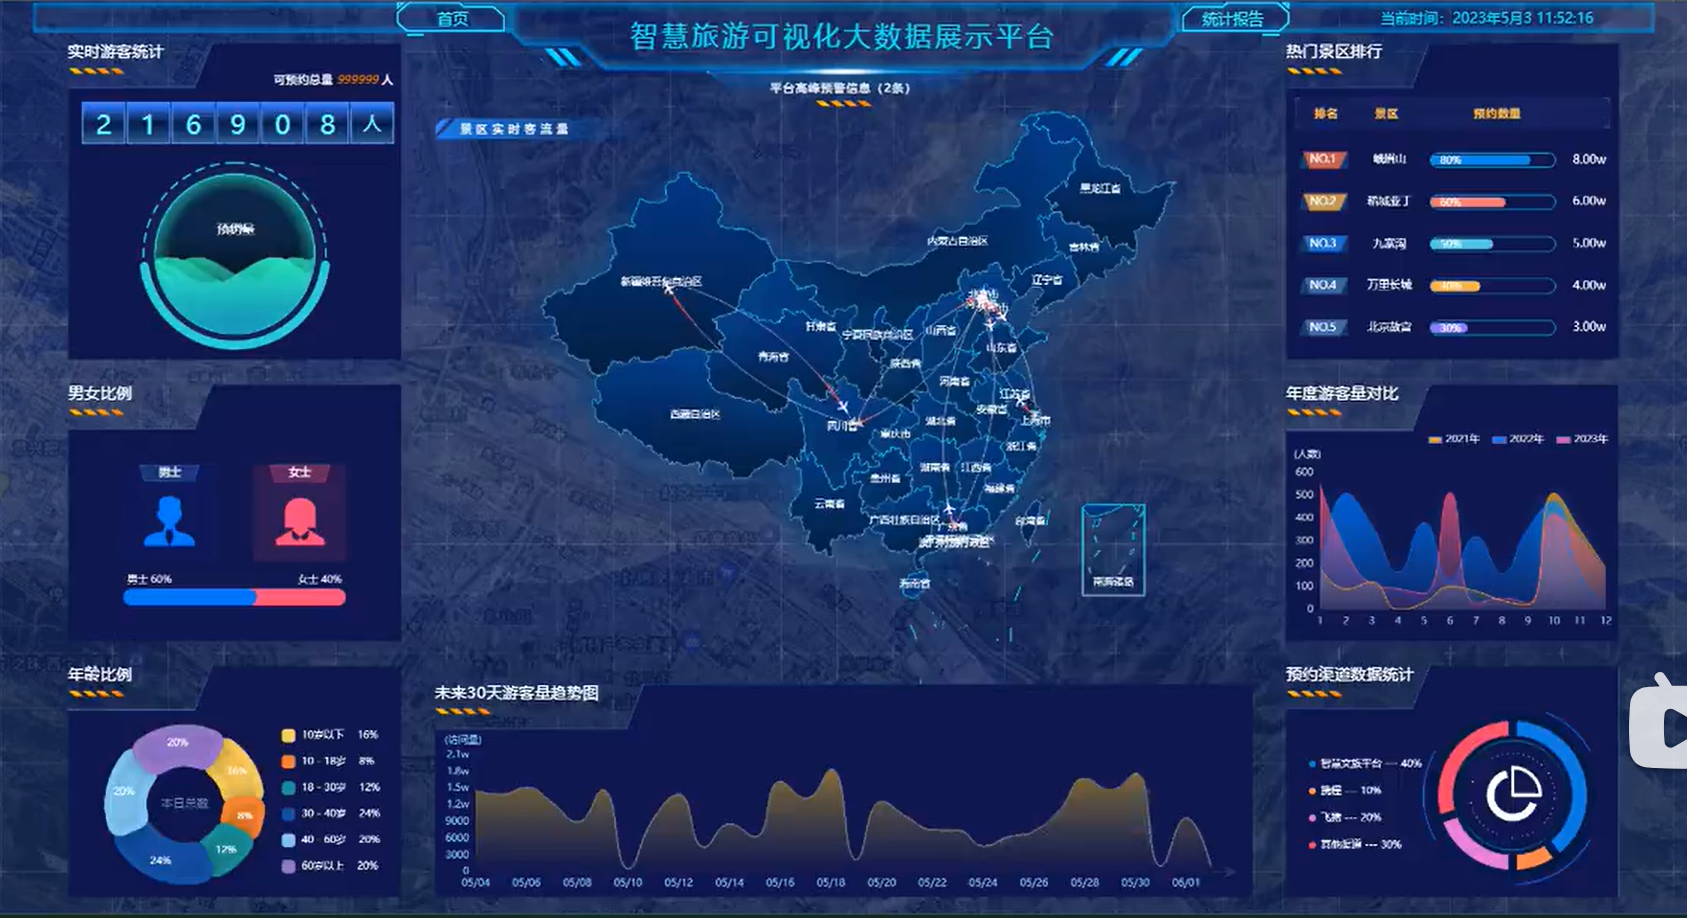 首页
智慧旅游可视化大数据展示平台
统计报告
当前时间：2023年5月3 11:52:16
实时游客统计
可预约总量 999999 人
2 1 6 9 0 8 人
预约量
男女比例
男士
女士
男士60%
女士40%
年龄比例
20%
16%
8%
12%
24%
20%
本日总数
10岁以下 16%
10 - 18岁 8%
18 - 30岁 12%
30 - 40岁 24%
40 - 60岁 20%
60岁以上 20%
平台高峰预警信息（2条）
景区实时客流量
黑龙江省
吉林省
内蒙古自治区
辽宁省
新疆维吾尔自治区
北京市
甘肃省
宁夏回族自治区
山西省
山东省
青海省
陕西省
河南省
江苏省
西藏自治区
安徽省
上海市
四川省
湖北省
重庆市
浙江省
湖南省
江西省
贵州省
福建省
云南省
广西壮族自治区
广东省
台湾省
海南省
南海诸岛
未来30天游客量趋势图
(访问量)
2.1w
1.8w
1.5w
1.2w
9000
6000
3000
0
05/04 05/06 05/08 05/10 05/12 05/14 05/16 05/18 05/20 05/22 05/24 05/26 05/28 05/30 06/01
热门景区排行
排名 景区 预约数量
NO.1 峨眉山 80% 8.00w
NO.2 稻城亚丁 60% 6.00w
NO.3 九寨沟 50% 5.00w
NO.4 万里长城 40% 4.00w
NO.5 北京故宫 30% 3.00w
年度游客量对比
2021年 2022年 2023年
(人数)
600
500
400
300
200
100
0
1 2 3 4 5 6 7 8 9 10 11 12
预约渠道数据统计
智慧文旅平台 --- 40%
携程 --- 10%
飞猪 --- 20%
其他渠道 --- 30%